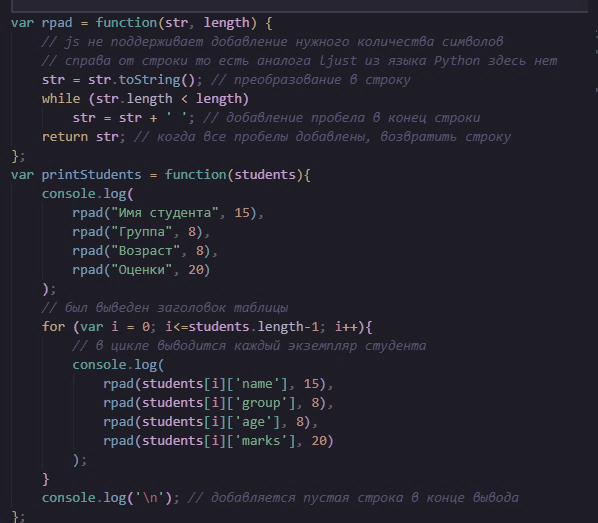 var rpad = function(str, length) {
    // js не поддерживает добавление нужного количества символов
    // справа от строки то есть аналога ljust из языка Python здесь нет
    str = str.toString(); // преобразование в строку
    while (str.length < length)
        str = str + ' '; // добавление пробела в конец строки
    return str; // когда все пробелы добавлены, возвратить строку
};
var printStudents = function(students){
    console.log(
        rpad("Имя студента", 15),
        rpad("Группа", 8),
        rpad("Возраст", 8),
        rpad("Оценки", 20)
    );
    // был выведен заголовок таблицы
    for (var i = 0; i<=students.length-1; i++){
        // в цикле выводится каждый экземпляр студента
        console.log(
            rpad(students[i]['name'], 15),
            rpad(students[i]['group'], 8),
            rpad(students[i]['age'], 8),
            rpad(students[i]['marks'], 20)
        );
    }
    console.log('\n'); // добавляется пустая строка в конце вывода
};